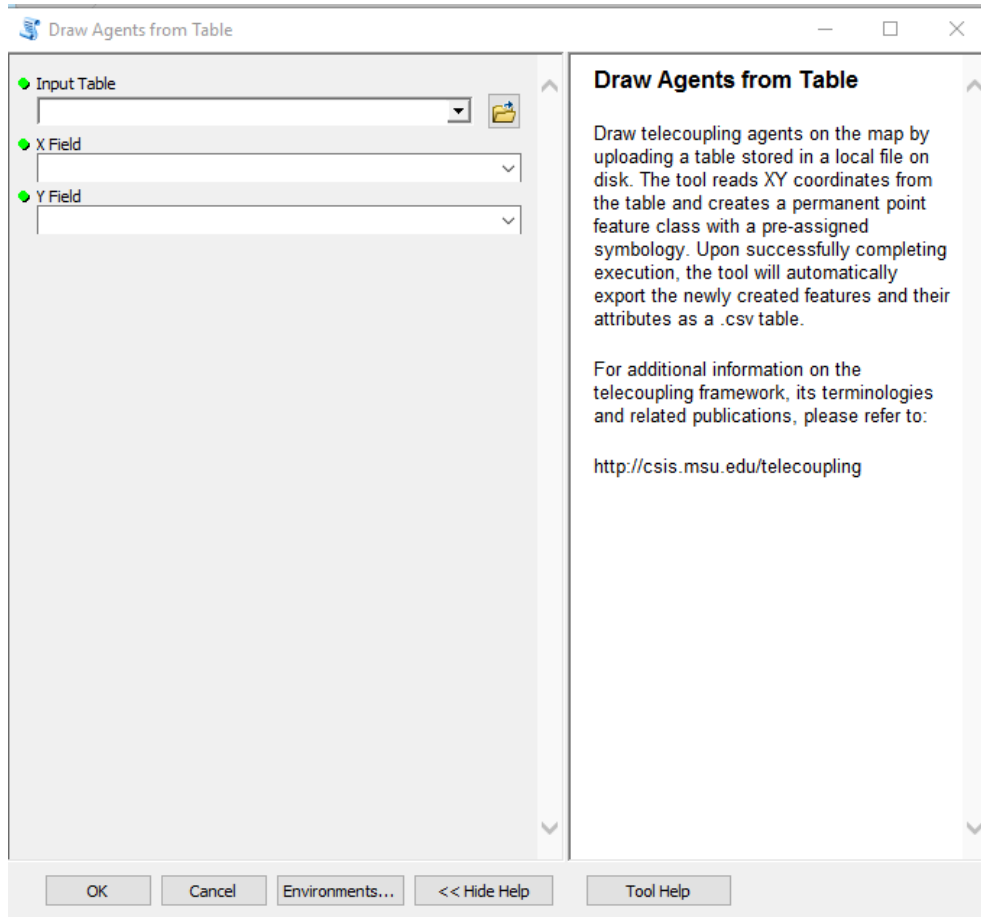 Draw Agents from Table
Input Table
X Field
Y Field
Draw Agents from Table
Draw telecoupling agents on the map by
uploading a table stored in a local file on
disk. The tool reads XY coordinates from
the table and creates a permanent point
feature class with a pre-assigned
symbology. Upon successfully completing
execution, the tool will automatically
export the newly created features and their
attributes as a .csv table.
For additional information on the
telecoupling framework, its terminologies
and related publications, please refer to:
http://csis.msu.edu/telecoupling
OK
Cancel
Environments...
<< Hide Help
Tool Help